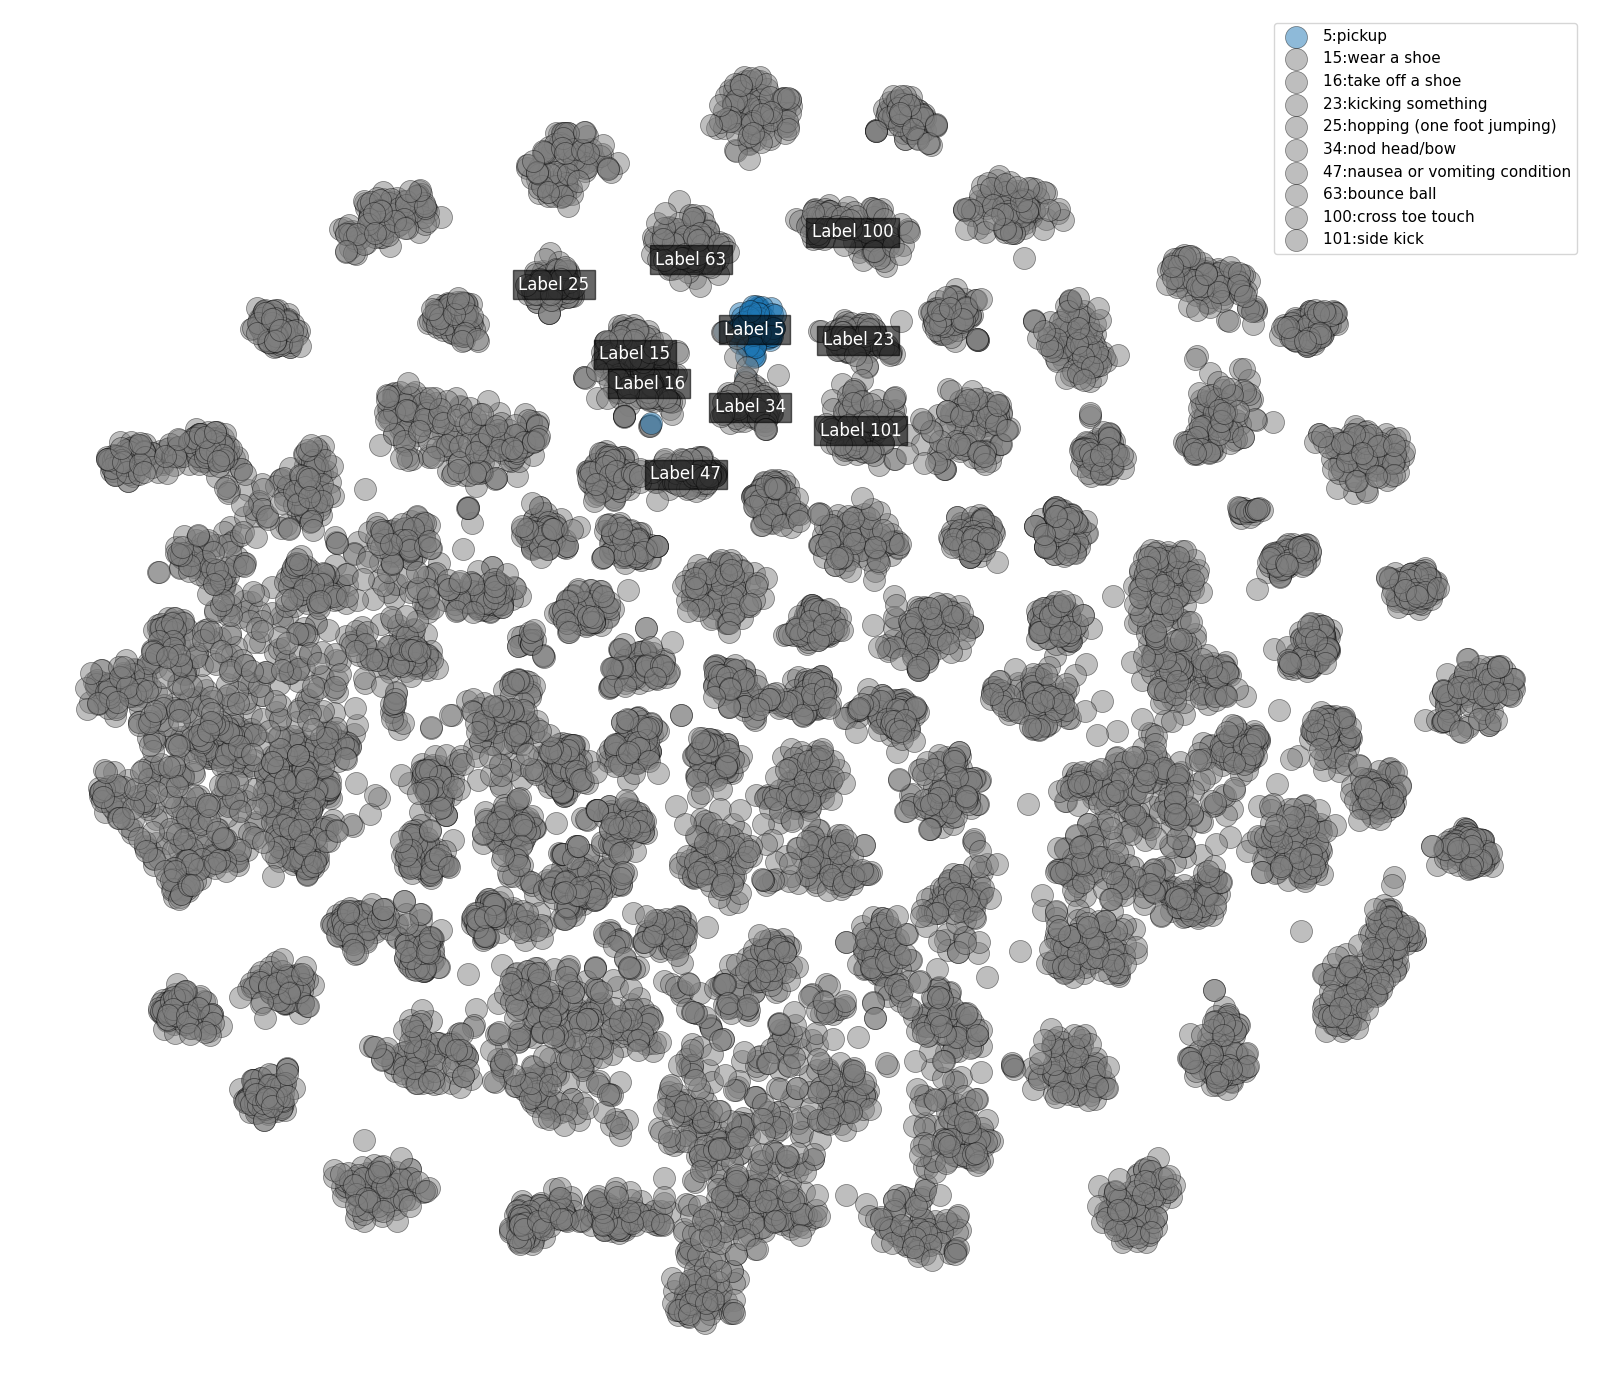 5:pickup
15:wear a shoe
16:take off a shoe
23:kicking something
25:hopping (one foot jumping)
34:nod head/bow
47:nausea or vomiting condition
63:bounce ball
100:cross toe touch
101:side kick
Label 100
Label 63
Label 25
Label 5
Label 23
Label 15
Label 16
Label 34
Label 101
Label 47